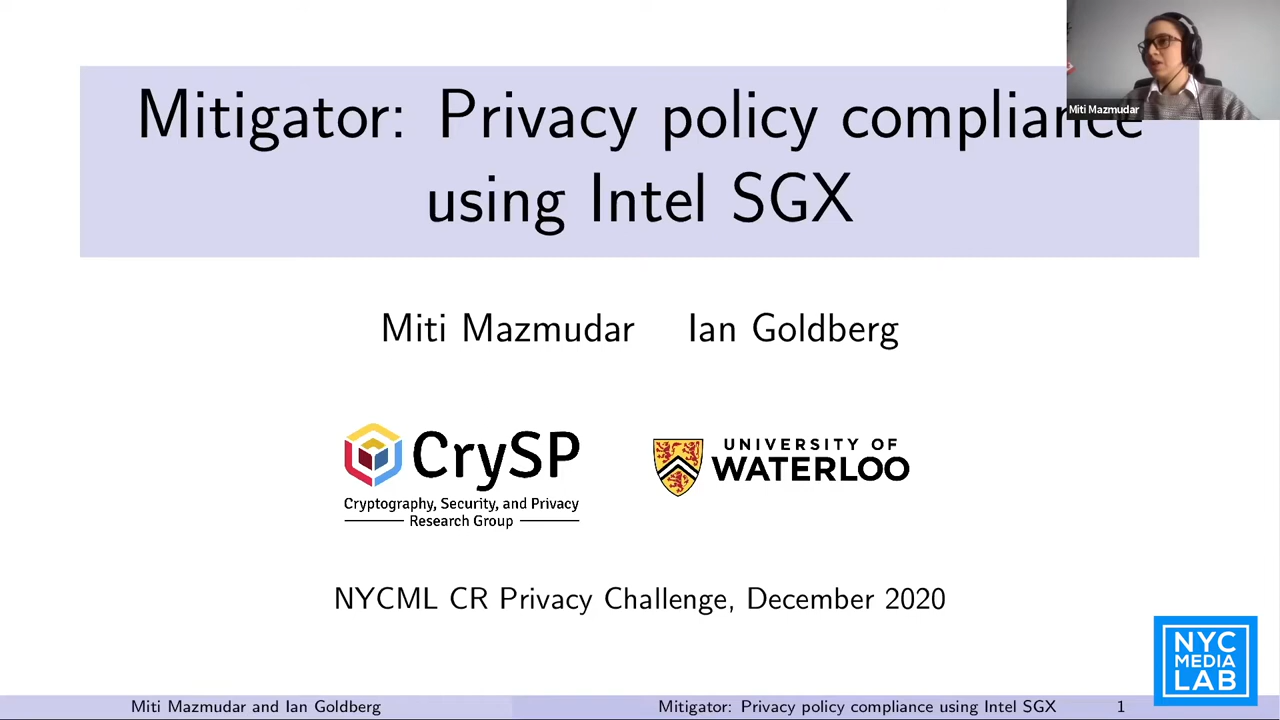 Mitigator: Privacy policy compliance
using Intel SGX
Miti Mazmudar
Miti Mazmudar Ian Goldberg
CrySP
Cryptography, Security, and Privacy
Research Group
UNIVERSITY OF
WATERLOO
NYCML CR Privacy Challenge, December 2020
NYC
MEDIA
LAB
Miti Mazmudar and Ian Goldberg
Mitigator: Privacy policy compliance using Intel SGX 1